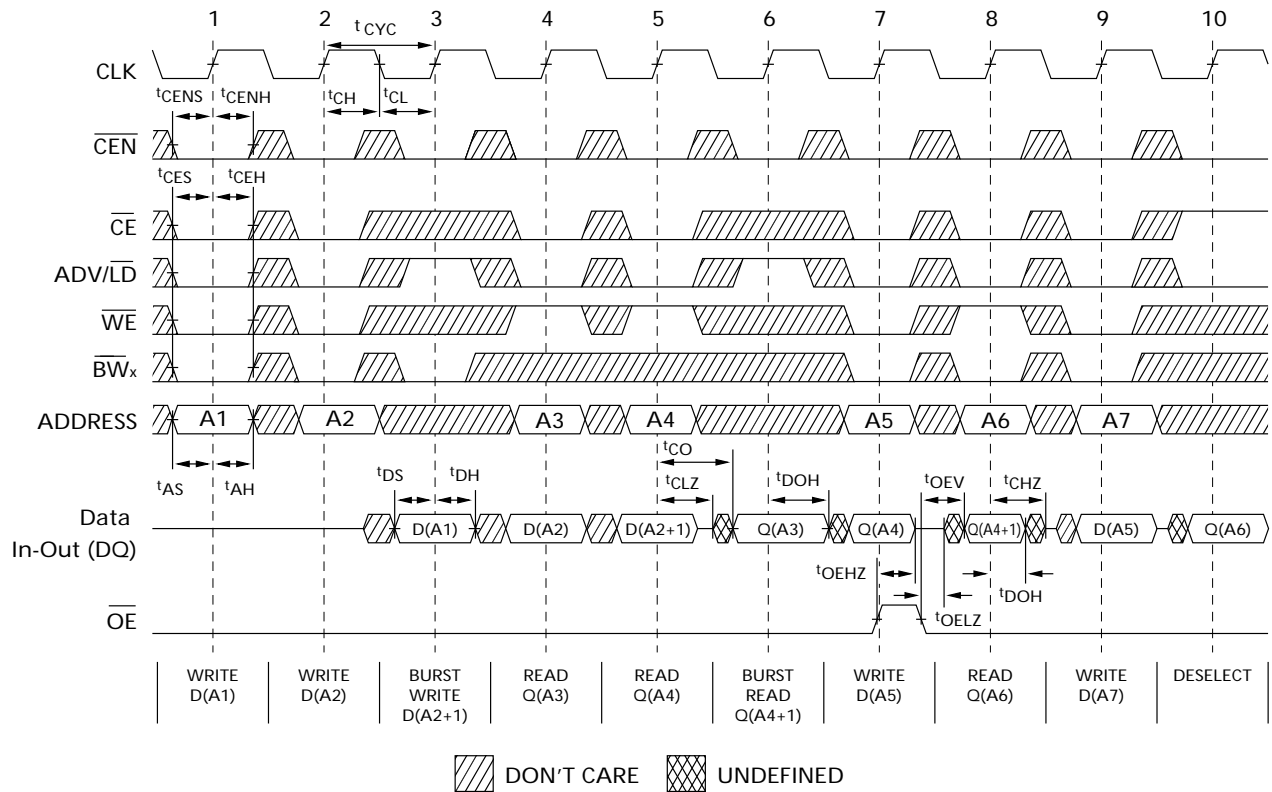 1 2 3 4 5 6 7 8 9 10
tCYC
CLK
tCENS tCENH tCH tCL
CEN
tCES tCEH
CE
ADV/LD
WE
BWx
ADDRESS A1 A2 A3 A4 A5 A6 A7
tAS tAH tDS tDH tCO tCLZ tDOH tOEV tCHZ
Data
In-Out (DQ)
D(A1) D(A2) D(A2+1) Q(A3) Q(A4) Q(A4+1) D(A5) Q(A6)
tOEHZ tDOH
tOELZ
OE
WRITE
D(A1)
WRITE
D(A2)
BURST
WRITE
D(A2+1)
READ
Q(A3)
READ
Q(A4)
BURST
READ
Q(A4+1)
WRITE
D(A5)
READ
Q(A6)
WRITE
D(A7)
DESELECT
DON'T CARE UNDEFINED